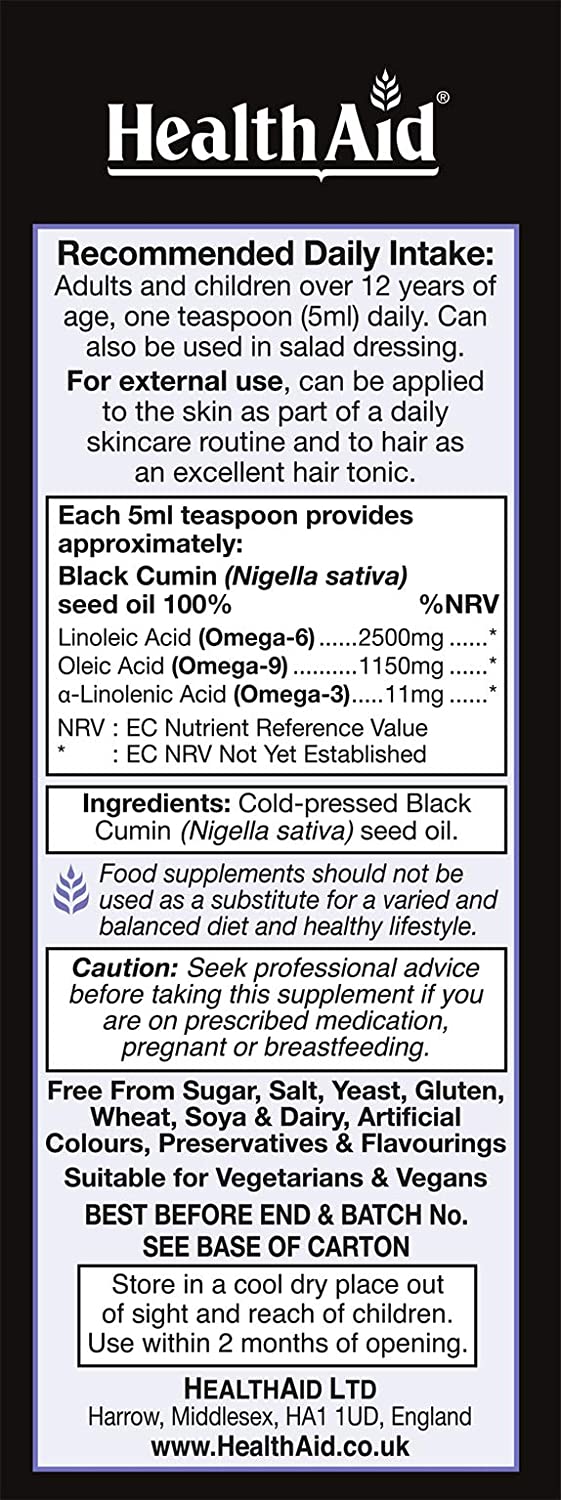 HealthAid®
Recommended Daily Intake:
Adults and children over 12 years of
age, one teaspoon (5ml) daily. Can
also be used in salad dressing.
For external use, can be applied
to the skin as part of a daily
skincare routine and to hair as
an excellent hair tonic.
Each 5ml teaspoon provides
approximately:
Black Cumin (Nigella sativa)
seed oil 100% %NRV
Linoleic Acid (Omega-6)......2500mg ......*
Oleic Acid (Omega-9) ..........1150mg ......*
α-Linolenic Acid (Omega-3).....11mg ......*
NRV : EC Nutrient Reference Value
* : EC NRV Not Yet Established
Ingredients: Cold-pressed Black
Cumin (Nigella sativa) seed oil.
Food supplements should not be
used as a substitute for a varied and
balanced diet and healthy lifestyle.
Caution: Seek professional advice
before taking this supplement if you
are on prescribed medication,
pregnant or breastfeeding.
Free From Sugar, Salt, Yeast, Gluten,
Wheat, Soya & Dairy, Artificial
Colours, Preservatives & Flavourings
Suitable for Vegetarians & Vegans
BEST BEFORE END & BATCH No.
SEE BASE OF CARTON
Store in a cool dry place out
of sight and reach of children.
Use within 2 months of opening.
HEALTHAID LTD
Harrow, Middlesex, HA1 1UD, England
www.HealthAid.co.uk